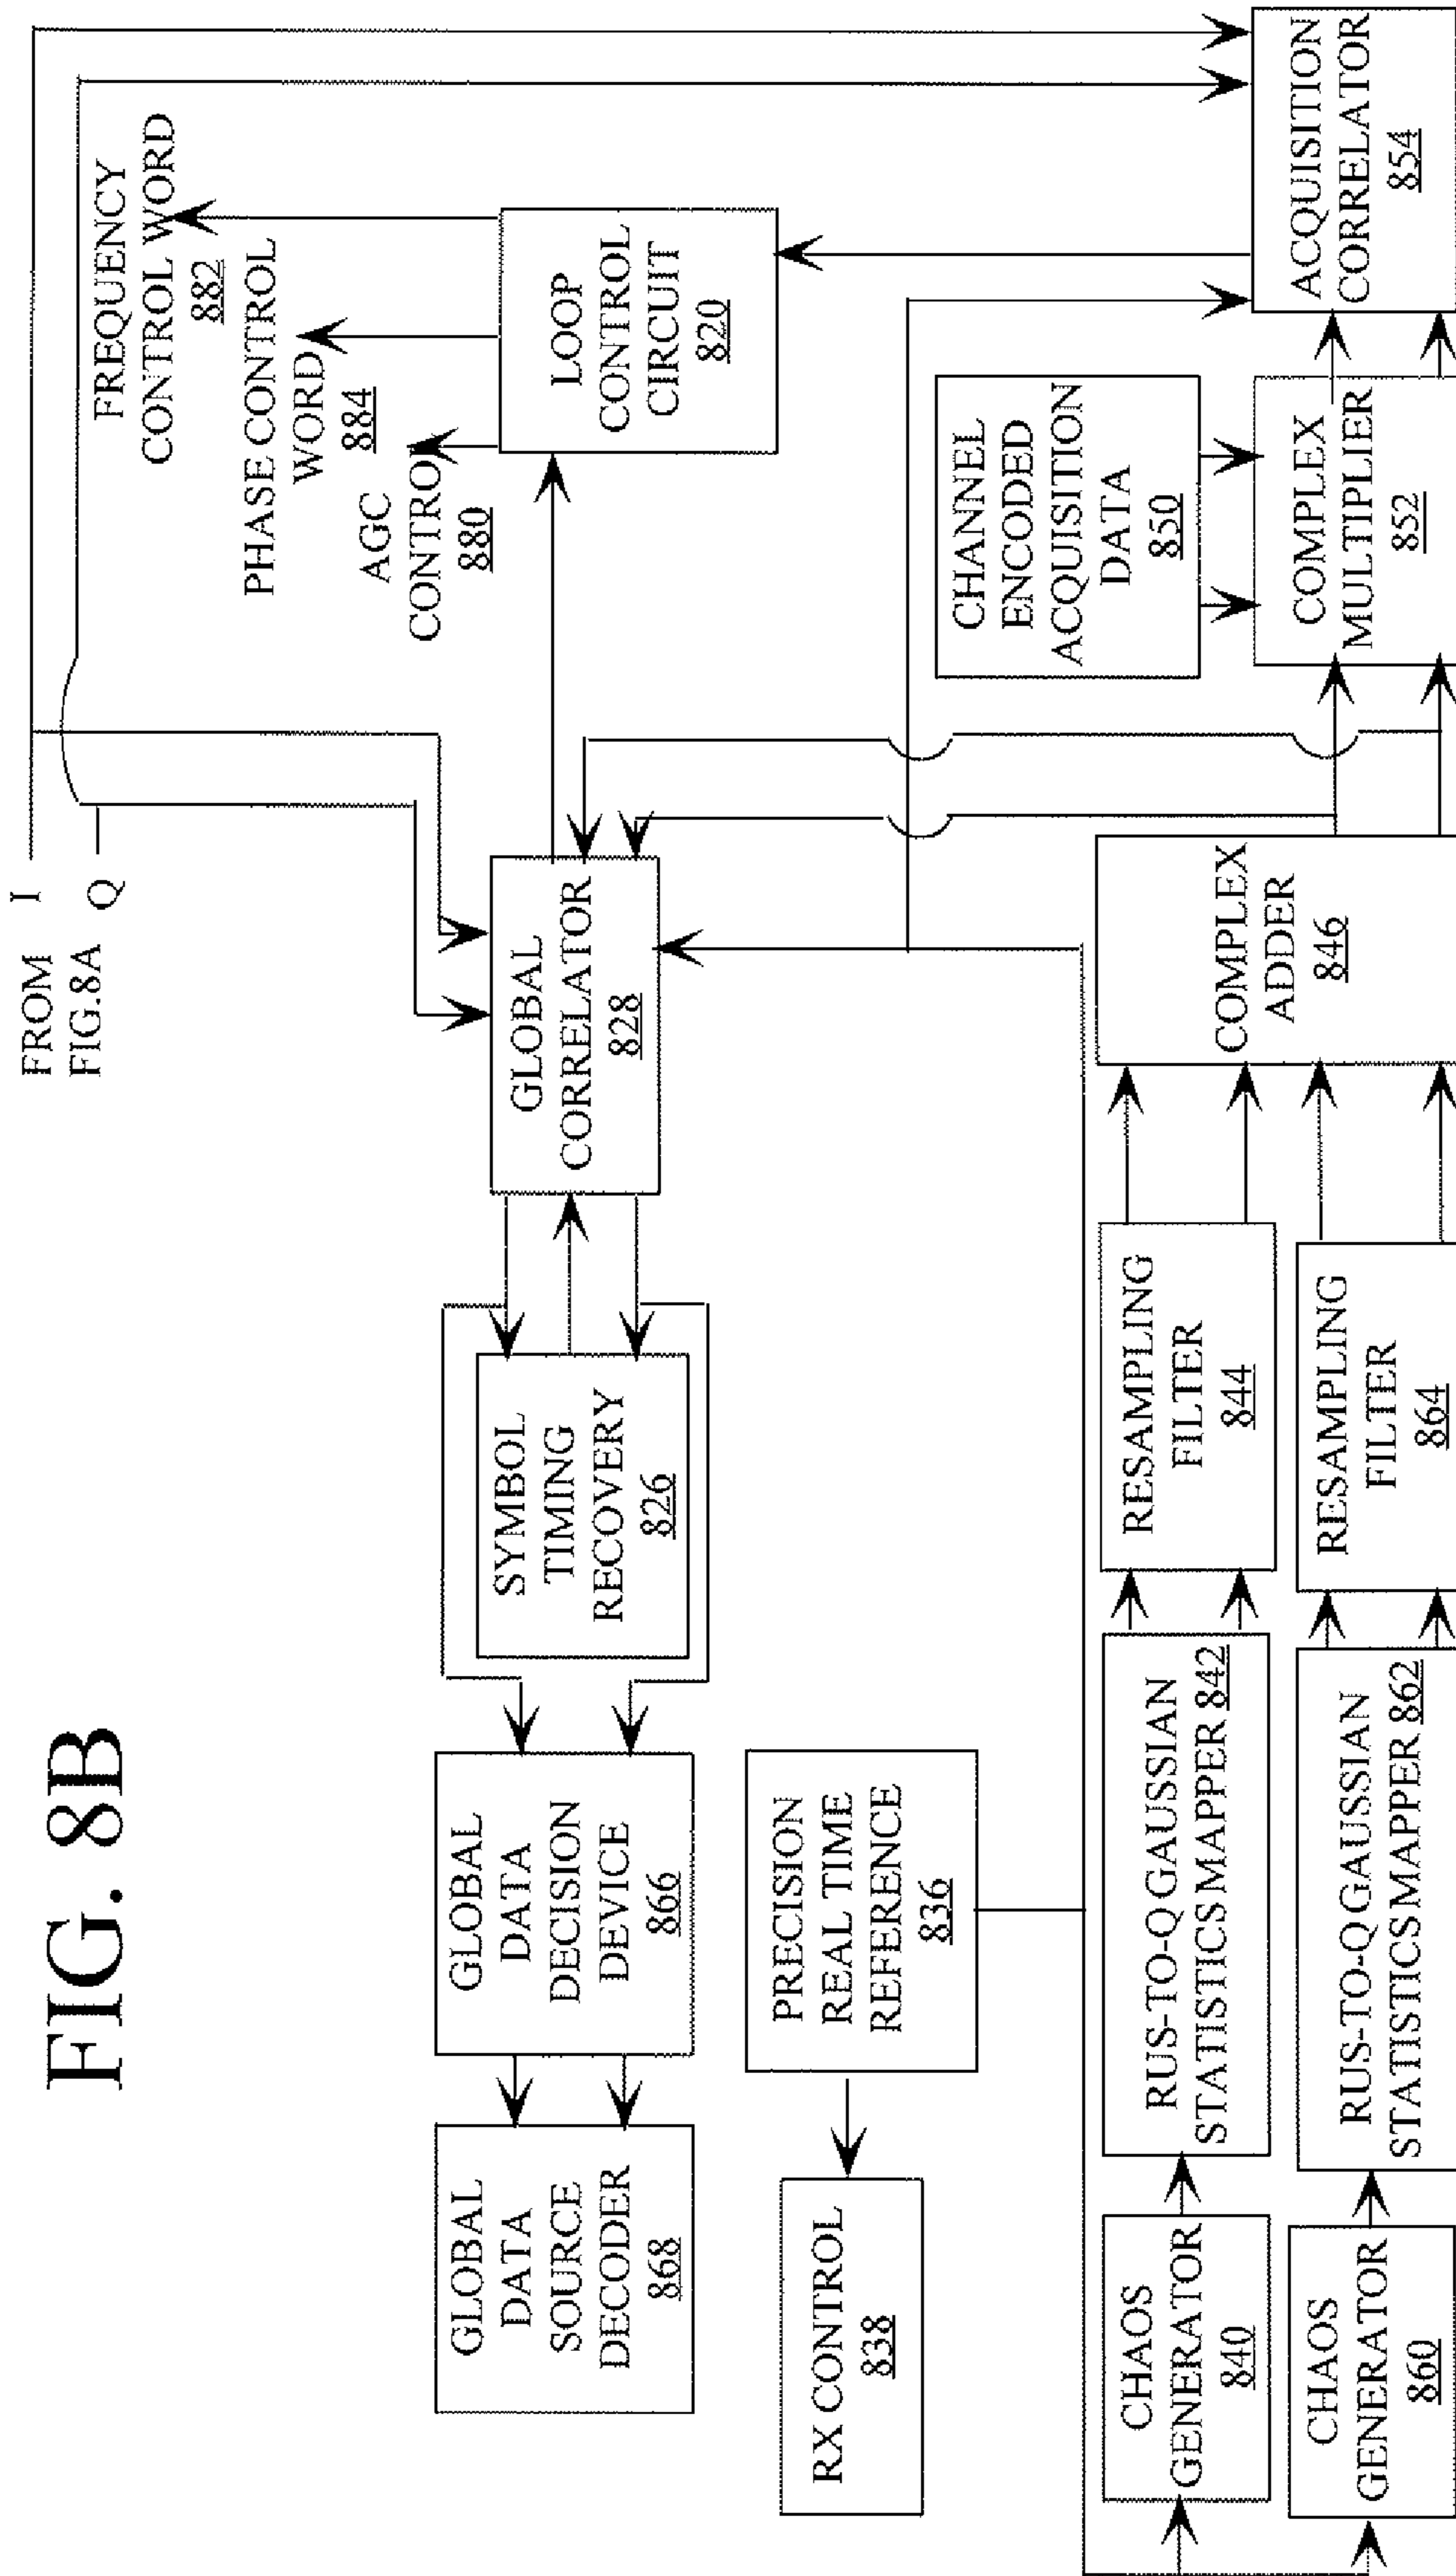 FIG. 8B
FROM
FIG.8A
I
Q
FREQUENCY
CONTROL WORD
882
PHASE CONTROL
WORD
884
AGC
CONTROL
880
LOOP
CONTROL
CIRCUIT
820
GLOBAL
CORRELATOR
828
SYMBOL
TIMING
RECOVERY
826
GLOBAL
DATA
DECISION
DEVICE
866
GLOBAL
DATA
SOURCE
DECODER
868
PRECISION
REAL TIME
REFERENCE
836
RX CONTROL
838
CHANNEL
ENCODED
ACQUISITION
DATA
850
CHAOS
GENERATOR
840
RUS-TO-QGAUSSIAN
STATISTICSMAPPER 842
RESAMPLING
FILTER
844
COMPLEX
ADDER
846
COMPLEX
MULTIPLIER
852
ACQUISITION
CORRELATOR
854
CHAOS
GENERATOR
860
RUS-TO-QGAUSSIAN
STATISTICSMAPPER 862
RESAMPLING
FILTER
864